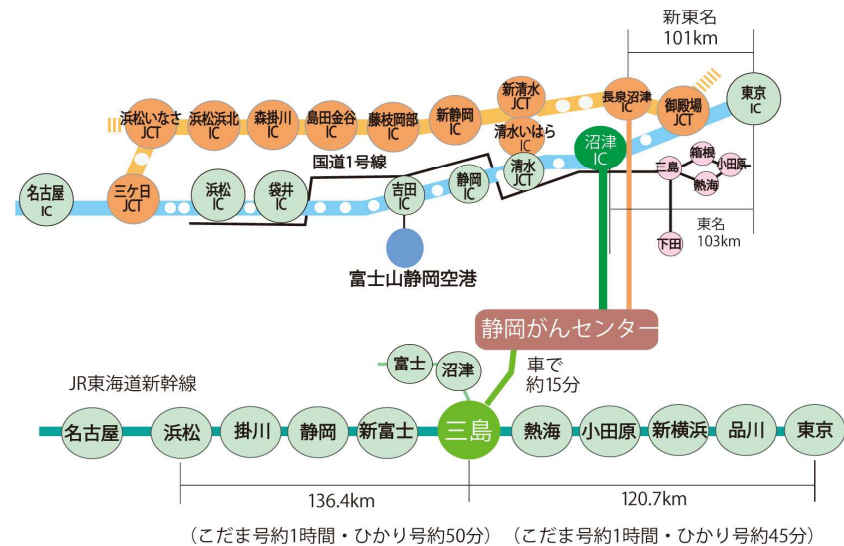 新東名
101km
浜松いなさ
JCT
浜松浜北
IC
森掛川
IC
島田金谷
IC
藤枝岡部
IC
新静岡
IC
新清水
JCT
長泉沼津
IC
御殿場
JCT
東京
IC
清水いはら
IC
国道1号線
名古屋
IC
三ケ日
JCT
浜松
IC
袋井
IC
吉田
IC
静岡
IC
清水
JCT
沼津
IC
三島
箱根
小田原
熱海
下田
東名
103km
富士山静岡空港
静岡がんセンター
車で
約15分
富士
沼津
JR東海道新幹線
名古屋
浜松
掛川
静岡
新富士
三島
熱海
小田原
新横浜
品川
東京
136.4km
120.7km
（こだま号約1時間・ひかり号約50分）
（こだま号約1時間・ひかり号約45分）